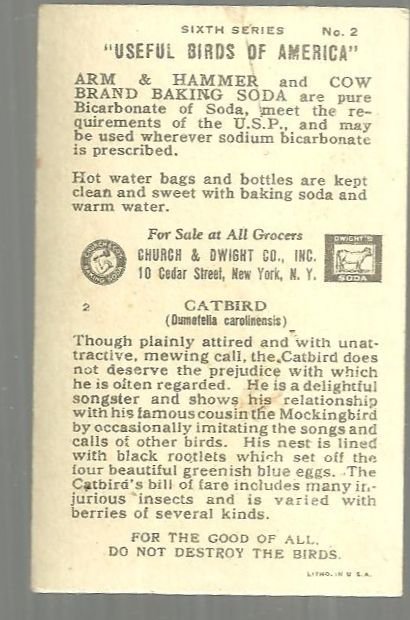 SIXTH SERIES No. 2
"USEFUL BIRDS OF AMERICA"
ARM & HAMMER and COW
BRAND BAKING SODA are pure
Bicarbonate of Soda, meet the re-
quirements of the U.S.P., and may
be used wherever sodium bicarbonate
is prescribed.
Hot water bags and bottles are kept
clean and sweet with baking soda and
warm water.
For Sale at All Grocers
CHURCH & CO'S
BAKING SODA
CHURCH & DWIGHT CO., INC.
10 Cedar Street, New York, N. Y.
DWIGHT'S
SODA
2 CATBIRD
(Dumetella carolinensis)
Though plainly attired and with unat-
tractive, mewing call, the Catbird does
not deserve the prejudice with which
he is often regarded. He is a delightful
songster and shows his relationship
with his famous cousin the Mockingbird
by occasionally imitating the songs and
calls of other birds. His nest is lined
with black rootlets which set off the
four beautiful greenish blue eggs. The
Catbird's bill of fare includes many in-
jurious insects and is varied with
berries of several kinds.
FOR THE GOOD OF ALL.
DO NOT DESTROY THE BIRDS.
LITHO. IN U.S.A.